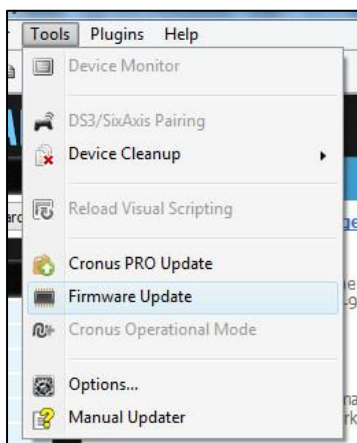 Tools Plugins Help
Device Monitor
DS3/SixAxis Pairing
Device Cleanup
Reload Visual Scripting
Cronus PRO Update
Firmware Update
Cronus Operational Mode
Options...
Manual Updater